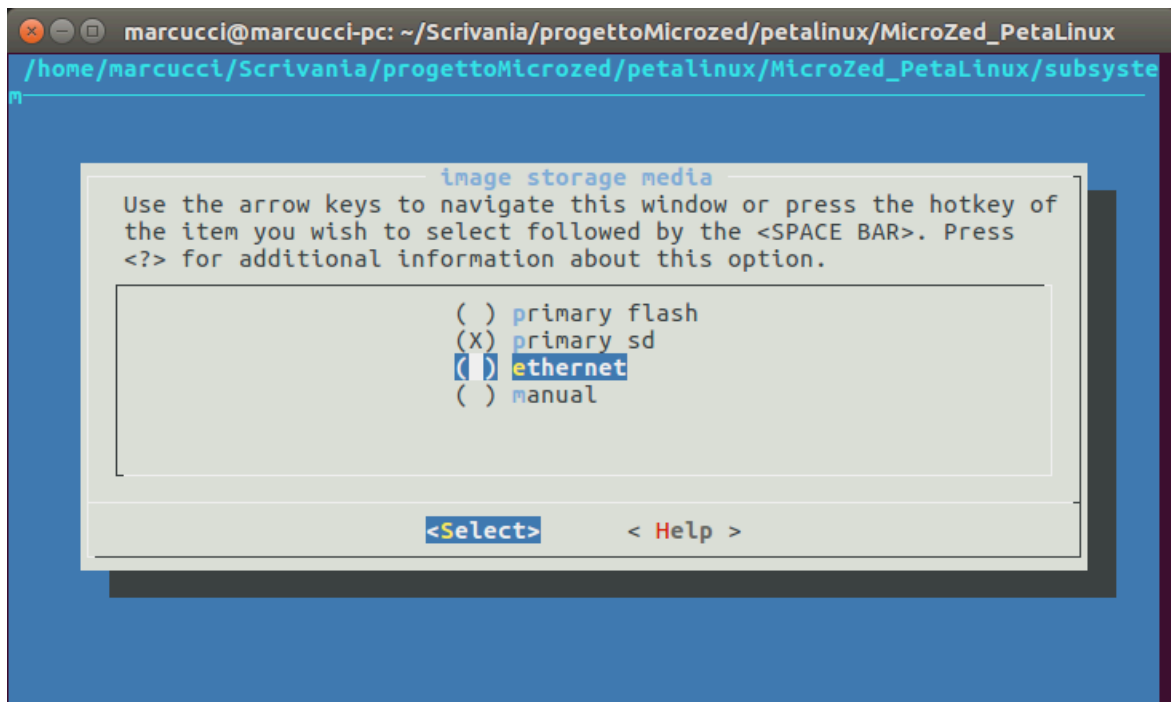 marcucci@marcucci-pc: ~/Scrivania/progettoMicrozed/petalinux/MicroZed_PetaLinux
/home/marcucci/Scrivania/progettoMicrozed/petalinux/MicroZed_PetaLinux/subsyste
m
image storage media
Use the arrow keys to navigate this window or press the hotkey of
the item you wish to select followed by the <SPACE BAR>. Press
<?> for additional information about this option.
( ) primary flash
(X) primary sd
( ) ethernet
( ) manual
<Select> < Help >